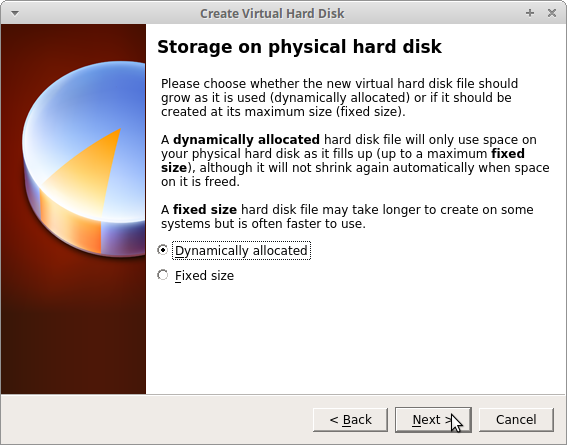 Create Virtual Hard Disk
Storage on physical hard disk
Please choose whether the new virtual hard disk file should
grow as it is used (dynamically allocated) or if it should be
created at its maximum size (fixed size).
A dynamically allocated hard disk file will only use space on
your physical hard disk as it fills up (up to a maximum fixed
size), although it will not shrink again automatically when space
on it is freed.
A fixed size hard disk file may take longer to create on some
systems but is often faster to use.
Dynamically allocated
Fixed size
< Back
Next >
Cancel